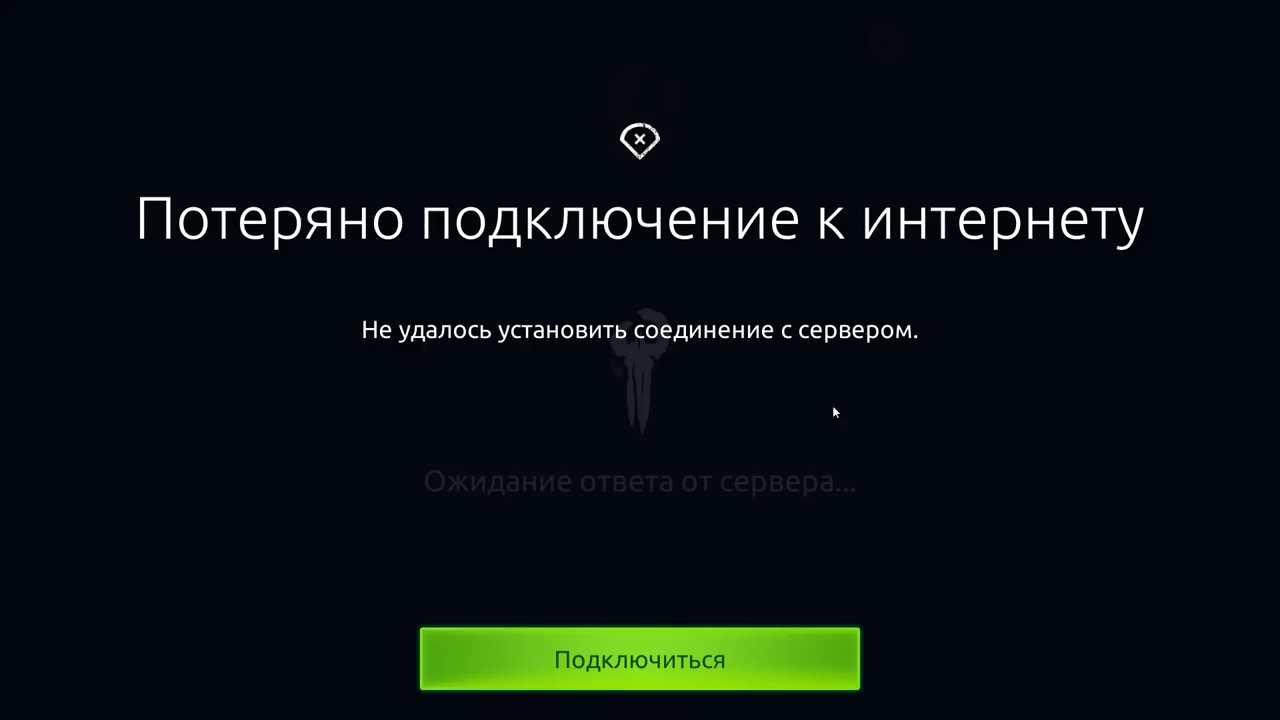 Потеряно подключение к интернету
Не удалось установить соединение с сервером.
Ожидание ответа от сервера...
Подключиться